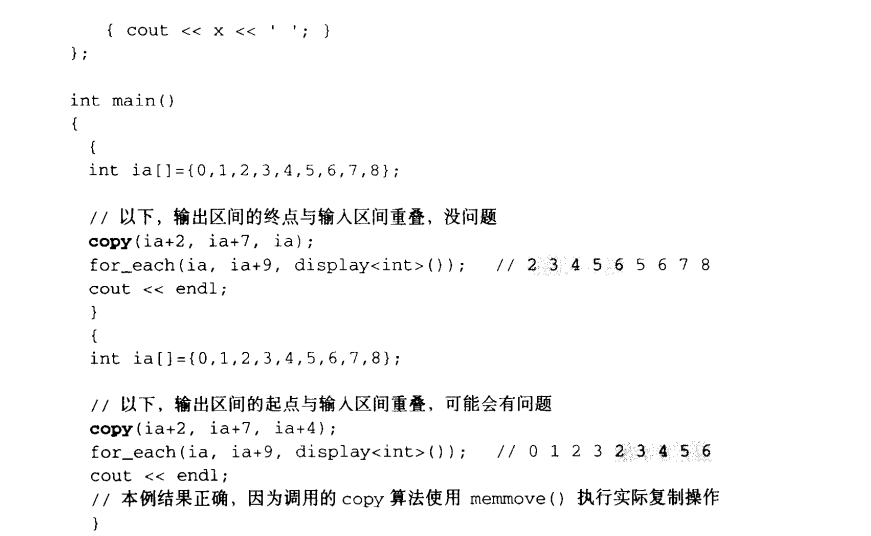 { cout << x << ' '; }
};
int main()
{
{
int ia[]={0,1,2,3,4,5,6,7,8};
// 以下，输出区间的终点与输入区间重叠，没问题
copy(ia+2, ia+7, ia);
for_each(ia, ia+9, display<int>()); // 2 3 4 5 6 5 6 7 8
cout << endl;
}
{
int ia[]={0,1,2,3,4,5,6,7,8};
// 以下，输出区间的起点与输入区间重叠，可能会有问题
copy(ia+2, ia+7, ia+4);
for_each(ia, ia+9, display<int>()); // 0 1 2 3 2 3 4 5 6
cout << endl;
// 本例结果正确，因为调用的 copy 算法使用 memmove() 执行实际复制操作
}